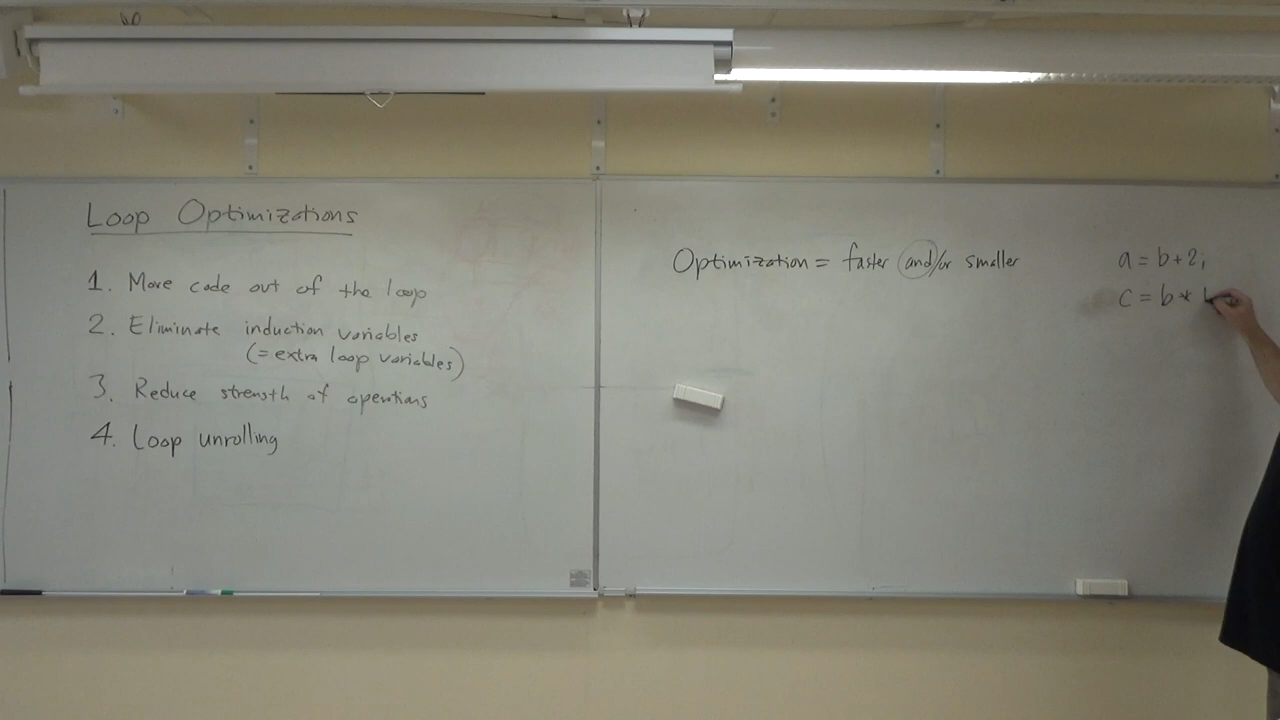 Loop Optimizations
1. Move code out of the loop
2. Eliminate induction variables
(= extra loop variables)
3. Reduce strength of operations
4. Loop unrolling
Optimization = faster and/or smaller
a = b + 2;
c = b *